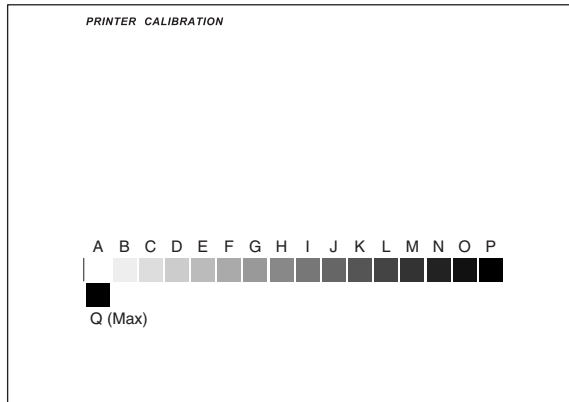 PRINTER CALIBRATION
A B C D E F G H I J K L M N O P
Q (Max)